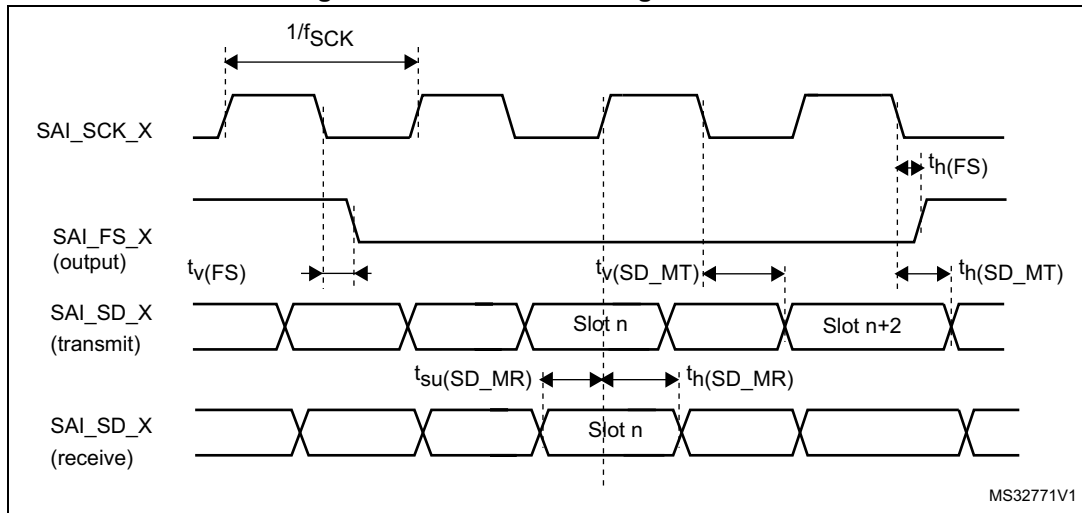 1/fSCK
SAI_SCK_X
th(FS)
SAI_FS_X
(output)
tv(FS)
tv(SD_MT)
th(SD_MT)
SAI_SD_X
(transmit)
Slot n
Slot n+2
tsu(SD_MR)
th(SD_MR)
SAI_SD_X
(receive)
Slot n
MS32771V1